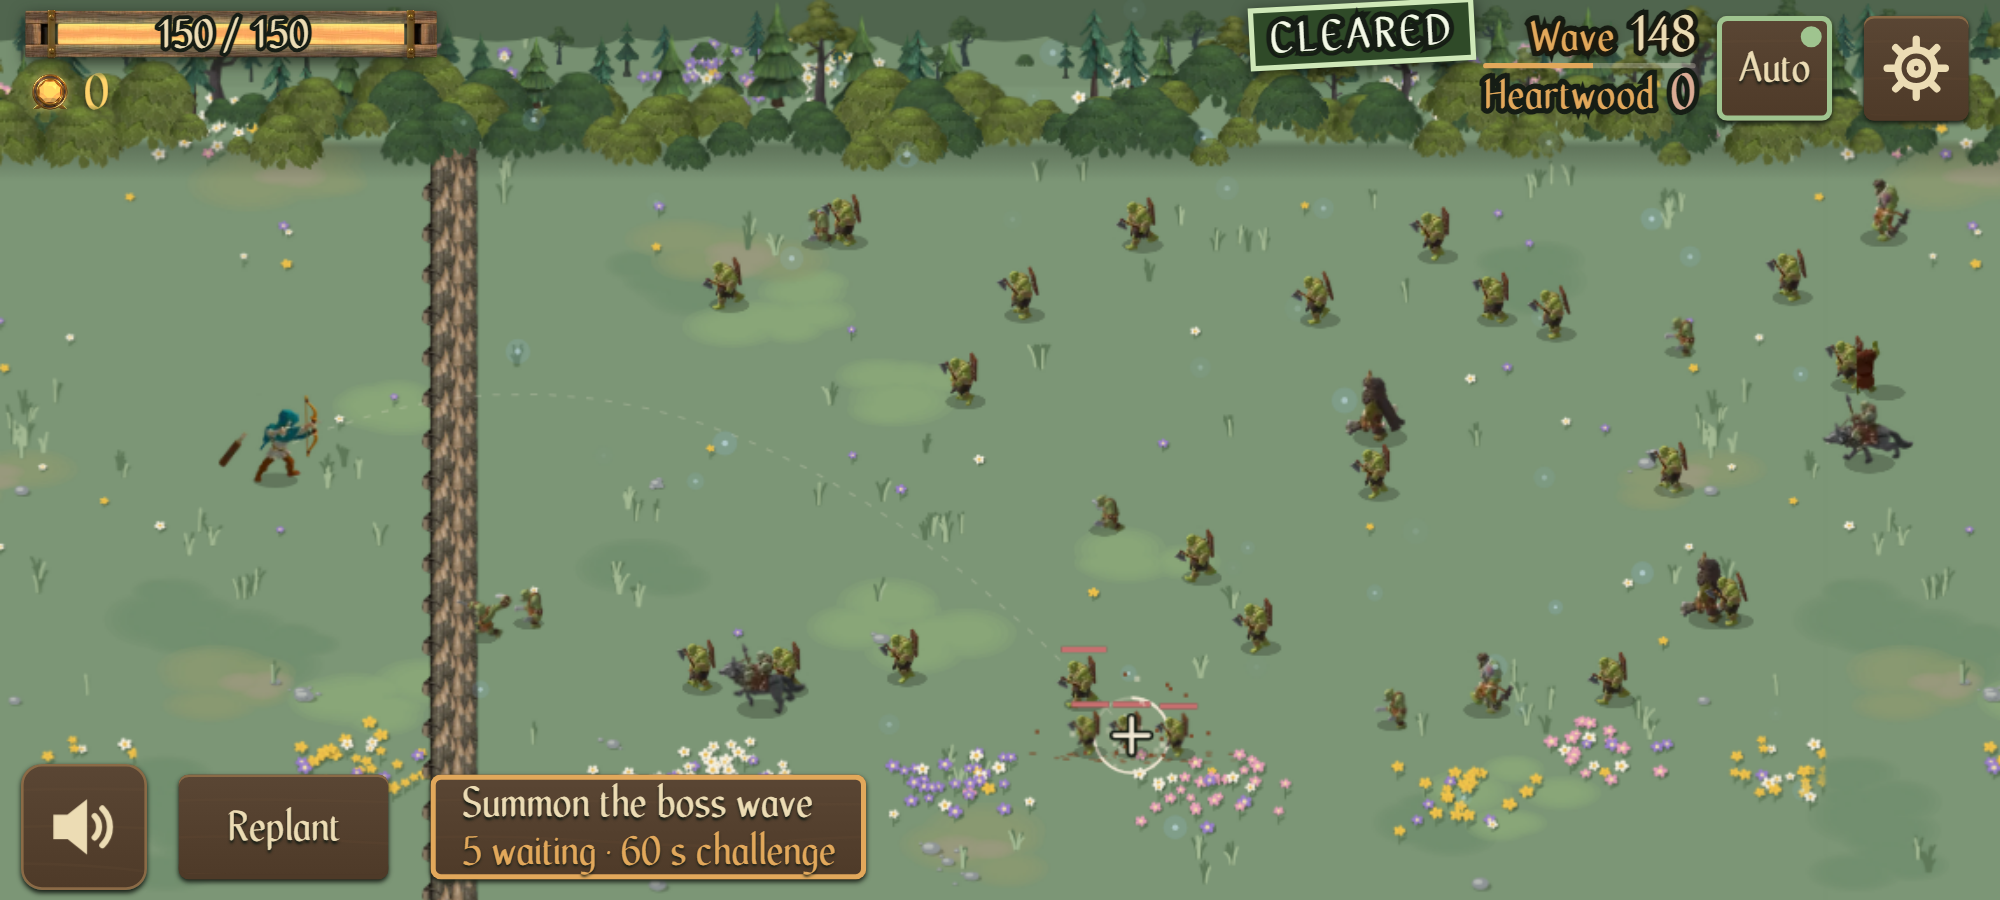 150 / 150
0
CLEARED
Wave 148
Heartwood 0
Auto
Replant
Summon the boss wave
5 waiting · 60 s challenge